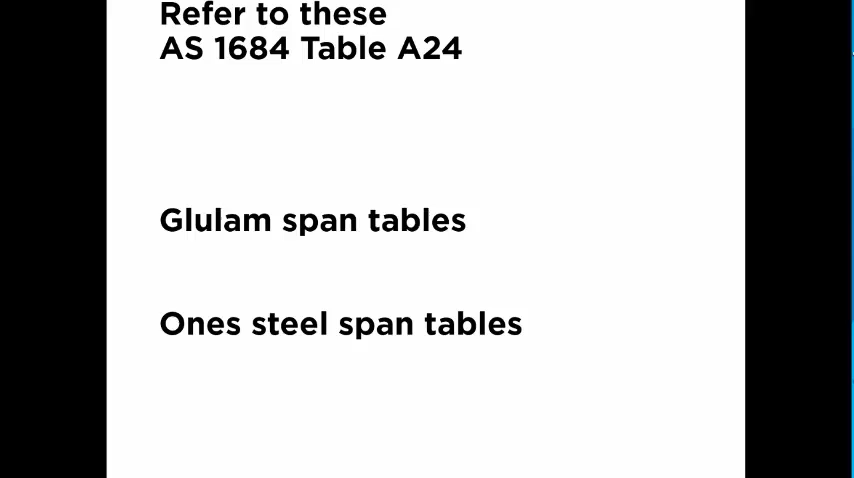 Refer to these
AS 1684 Table A24
Glulam span tables
Ones steel span tables